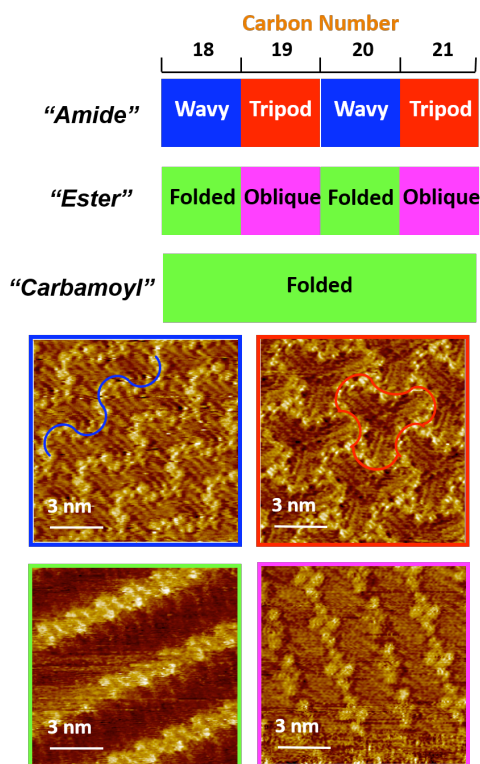 Carbon Number
18 19 20 21
“Amide” Wavy Tripod Wavy Tripod
“Ester” Folded Oblique Folded Oblique
“Carbamoyl” Folded
3 nm 3 nm
3 nm 3 nm